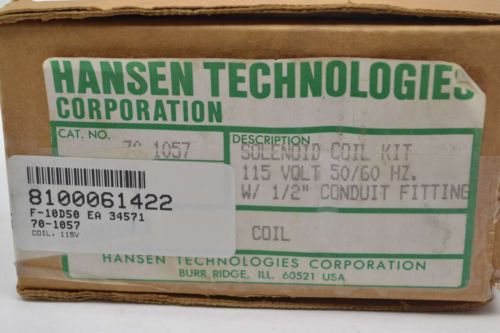 HANSEN TECHNOLOGIES
CORPORATION
CAT. NO.
70 1057
DESCRIPTION
SOLENOID COIL KIT
115 VOLT 50/60 HZ.
W/ 1/2" CONDUIT FITTING
8100061422
F-10D50 EA 34571
70-1057
COIL, 115V
COIL
HANSEN TECHNOLOGIES CORPORATION
BURR RIDGE, ILL. 60521 USA